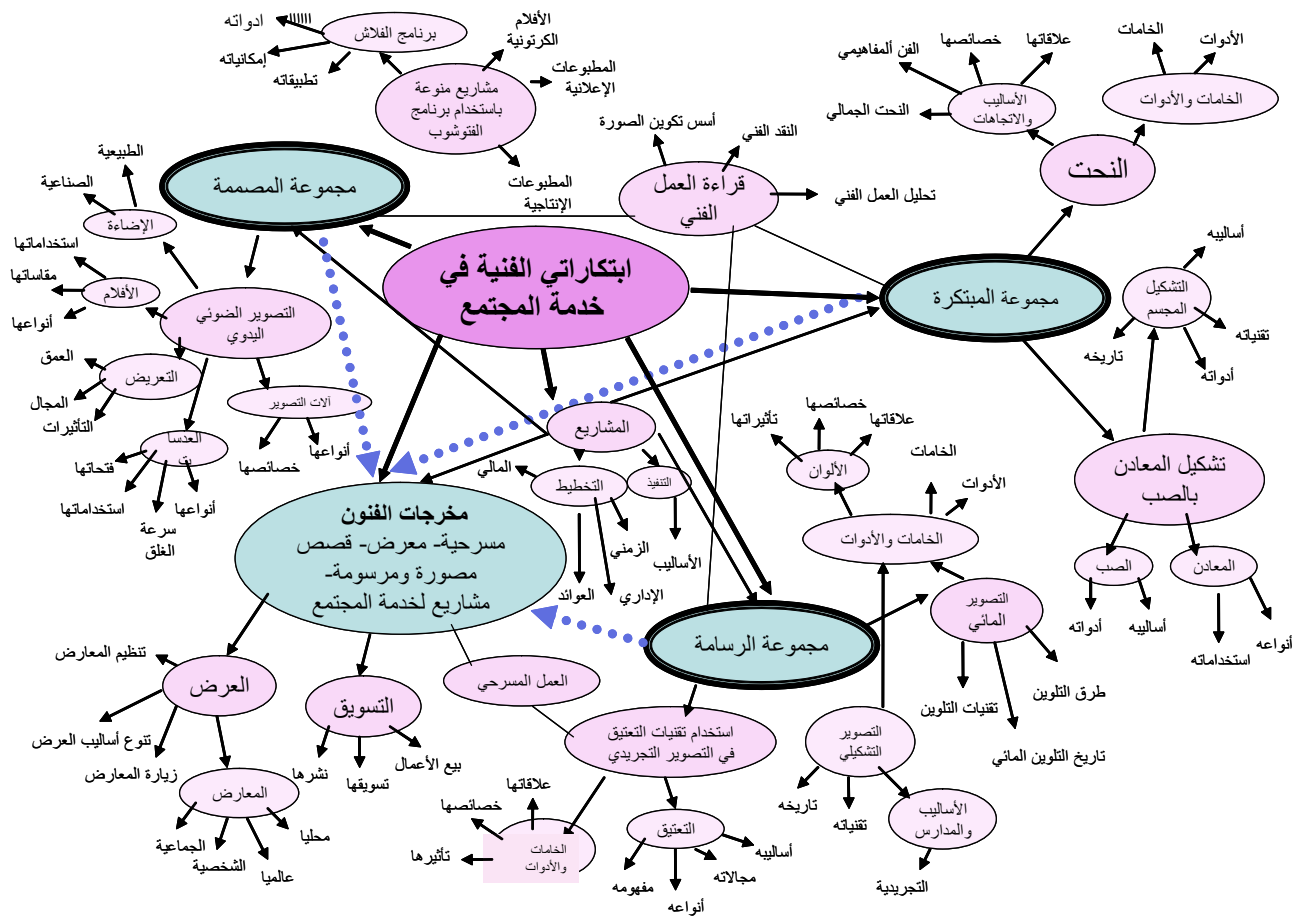 ابتكاراتي الفنية في
خدمة المجتمع
مجموعة المصممة
برنامج الفلاش
ادواته
إمكانياته
تطبيقاته
مشاريع منوعة
باستخدام برنامج
الفتوشوب
الأفلام
الكرتونية
المطبوعات
الإعلانية
المطبوعات
الإنتاجية
الإضاءة
الطبيعية
الصناعية
التصوير الضوئي
اليدوي
الأفلام
استخداماتها
مقاساتها
أنواعها
التعريض
العمق
المجال
التأثيرات
آلات التصوير
أنواعها
خصائصها
العدسا
يق
فتحاتها
استخداماتها
سرعة
الغلق
أنواعها
قراءة العمل
الفني
أسس تكوين الصورة
النقد الفني
تحليل العمل الفني
مجموعة المبتكرة
النحت
الأساليب
والاتجاهات
علاقاتها
خصائصها
الفن ألمفاهيمي
النحت الجمالي
الخامات والأدوات
الأدوات
الخامات
التشكيل
المجسم
أساليبه
تقنياته
أدواته
تاريخه
تشكيل المعادن
بالصب
الصب
أساليبه
أدواته
المعادن
أنواعه
استخداماته
المشاريع
التخطيط
المالي
الزمني
الإداري
العوائد
التنفيذ
الأساليب
مجموعة الرسامة
الألوان
خصائصها
علاقاتها
تأثيراتها
الخامات والأدوات
الخامات
الأدوات
التصوير
المائي
طرق التلوين
تقنيات التلوين
تاريخ التلوين المائي
التصوير
التشكيلي
تاريخه
تقنياته
الأساليب
والمدارس
التجريدية
استخدام تقنيات التعتيق
في التصوير التجريدي
التعتيق
أساليبه
مجالاته
أنواعه
مفهومه
الخامات
والأدوات
علاقاتها
خصائصها
تأثيرها
العمل المسرحي
مخرجات الفنون
مسرحية- معرض- قصص
مصورة ومرسومة-
مشاريع لخدمة المجتمع
التسويق
بيع الأعمال
تسويقها
نشرها
العرض
تنظيم المعارض
تنوع أساليب العرض
زيارة المعارض
المعارض
محليا
عالميا
الشخصية
الجماعية